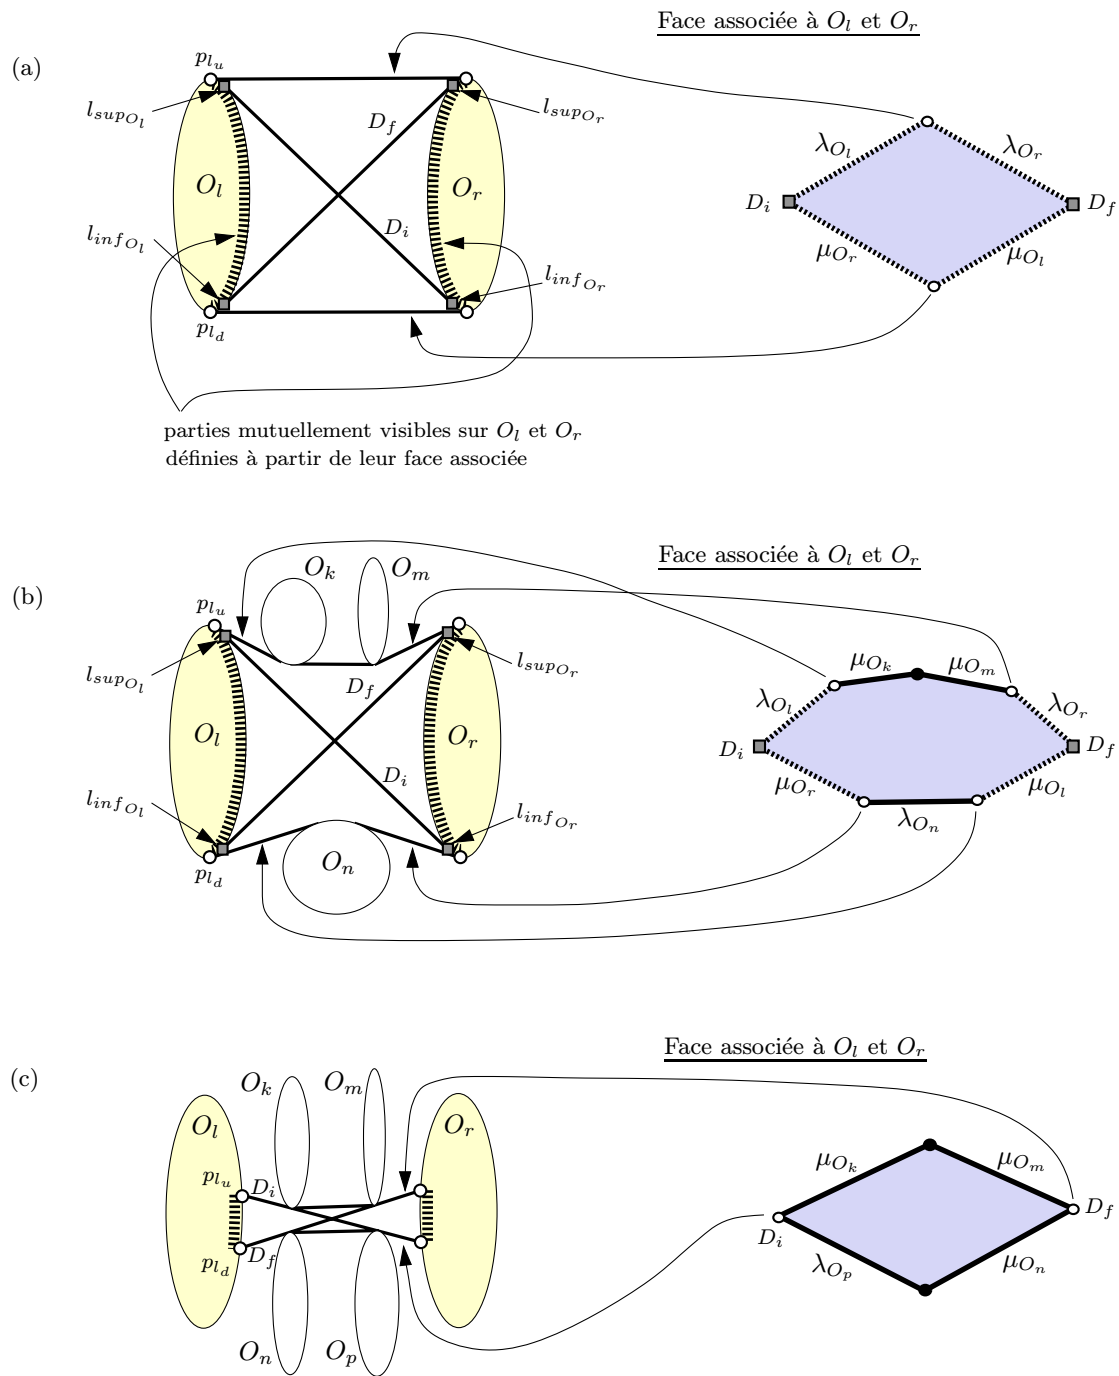 Face associée à O_l et O_r
(a)
p_{l_u}
l_{sup_{O_l}}
l_{sup_{O_r}}
D_f
λ_{O_l}
λ_{O_r}
O_l
O_r
D_i
D_f
l_{inf_{O_l}}
D_i
μ_{O_r}
μ_{O_l}
l_{inf_{O_r}}
p_{l_d}
parties mutuellement visibles sur O_l et O_r
définies à partir de leur face associée
Face associée à O_l et O_r
(b)
O_k
O_m
p_{l_u}
l_{sup_{O_l}}
l_{sup_{O_r}}
μ_{O_k}
μ_{O_m}
D_f
λ_{O_l}
λ_{O_r}
O_l
O_r
D_i
D_f
D_i
μ_{O_r}
μ_{O_l}
l_{inf_{O_l}}
l_{inf_{O_r}}
λ_{O_n}
O_n
p_{l_d}
Face associée à O_l et O_r
(c)
O_k
O_m
O_l
O_r
μ_{O_k}
μ_{O_m}
p_{l_u}
D_i
D_f
D_i
p_{l_d}
D_f
λ_{O_p}
μ_{O_n}
O_n
O_p